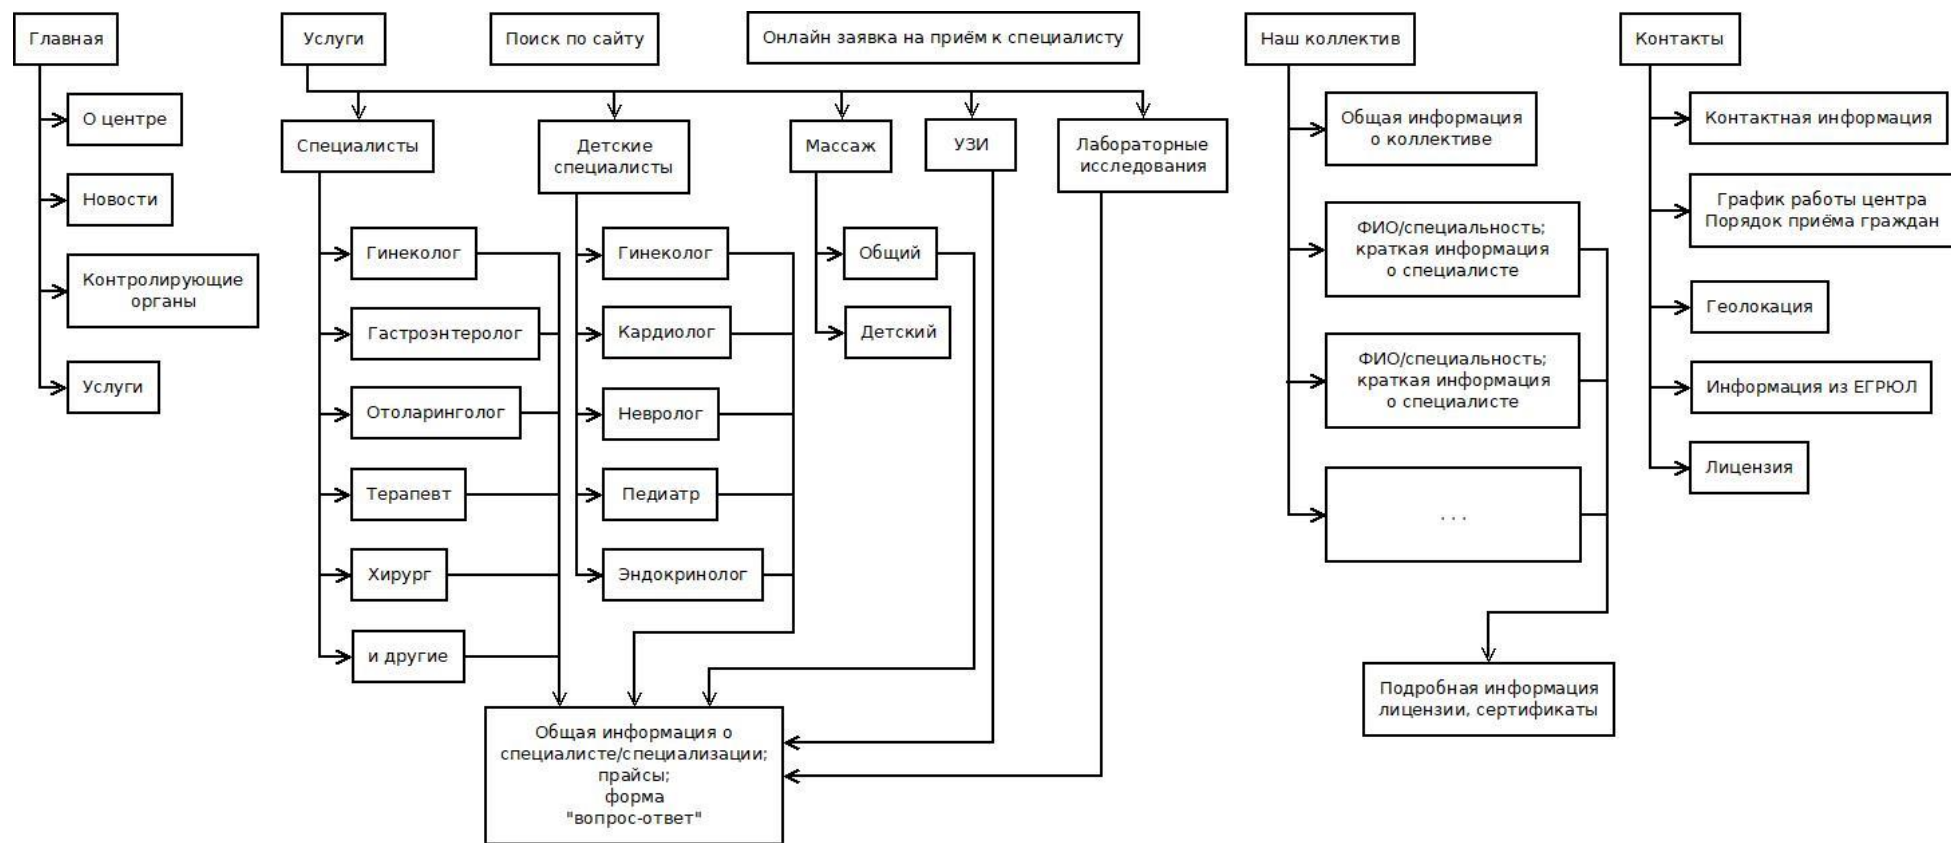 Главная
Услуги
Поиск по сайту
Онлайн заявка на приём к специалисту
Наш коллектив
Контакты
О центре
Новости
Контролирующие
органы
Услуги
Специалисты
Детские
специалисты
Массаж
УЗИ
Лабораторные
исследования
Гинеколог
Гастроэнтеролог
Отоларинголог
Терапевт
Хирург
и другие
Гинеколог
Кардиолог
Невролог
Педиатр
Эндокринолог
Общий
Детский
Общая информация о
специалисте/специализации;
прайсы;
форма
"вопрос-ответ"
Общая информация
о коллективе
ФИО/специальность;
краткая информация
о специалисте
ФИО/специальность;
краткая информация
о специалисте
. . .
Подробная информация
лицензии, сертификаты
Контактная информация
График работы центра
Порядок приёма граждан
Геолокация
Информация из ЕГРЮЛ
Лицензия